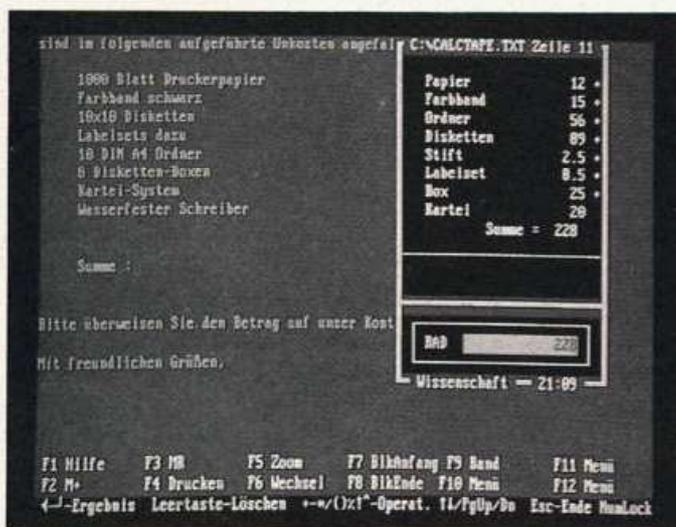 sind im folgenden aufgeführte Unkosten angefal
C:\CALCTAPE.TXT Zeile 11
1000 Blatt Druckerpapier
Farbband schwarz
10x10 Disketten
Labelsets dazu
10 DIN A4 Ordner
6 Disketten-Boxen
Kartei-System
Wasserfester Schreiber
Summe :
Bitte überweisen Sie den Betrag auf unser Kont
Mit freundlichen Grüßen,
Papier 12 +
Farbband 15 +
Ordner 56 +
Disketten 89 +
Stift 2.5 +
Labelset 8.5 +
Box 25 +
Kartei 20
Summe = 228
RAD 228
Wissenschaft 21:09
F1 Hilfe F3 MR F5 Zoom F7 BlkAnfang F9 Band F11 Menü
F2 M+ F4 Drucken F6 Wechsel F8 BlkEnde F10 Menü F12 Menü
◄─┘-Ergebnis Leertaste-Löschen +-*/()%↑^-Operat. ↑↓/PgUp/Dn Esc-Ende NumLock